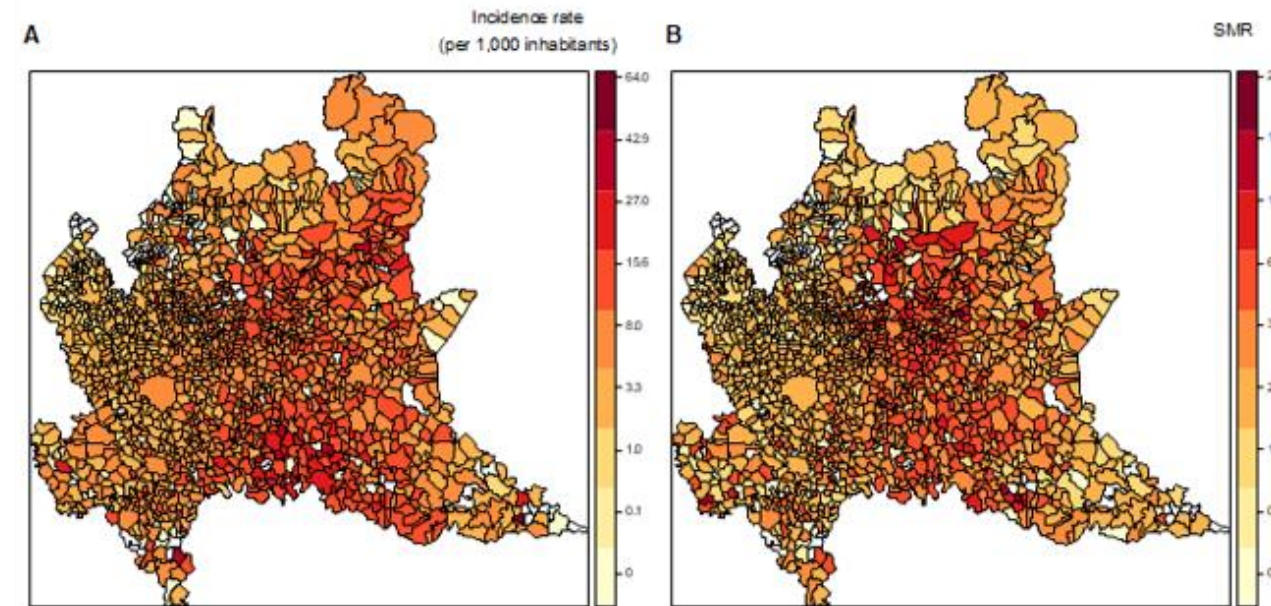 A
Incidence rate
(per 1,000 inhabitants)
64.0
42.9
27.0
15.6
8.0
3.3
1.0
0.1
0
B
SMR